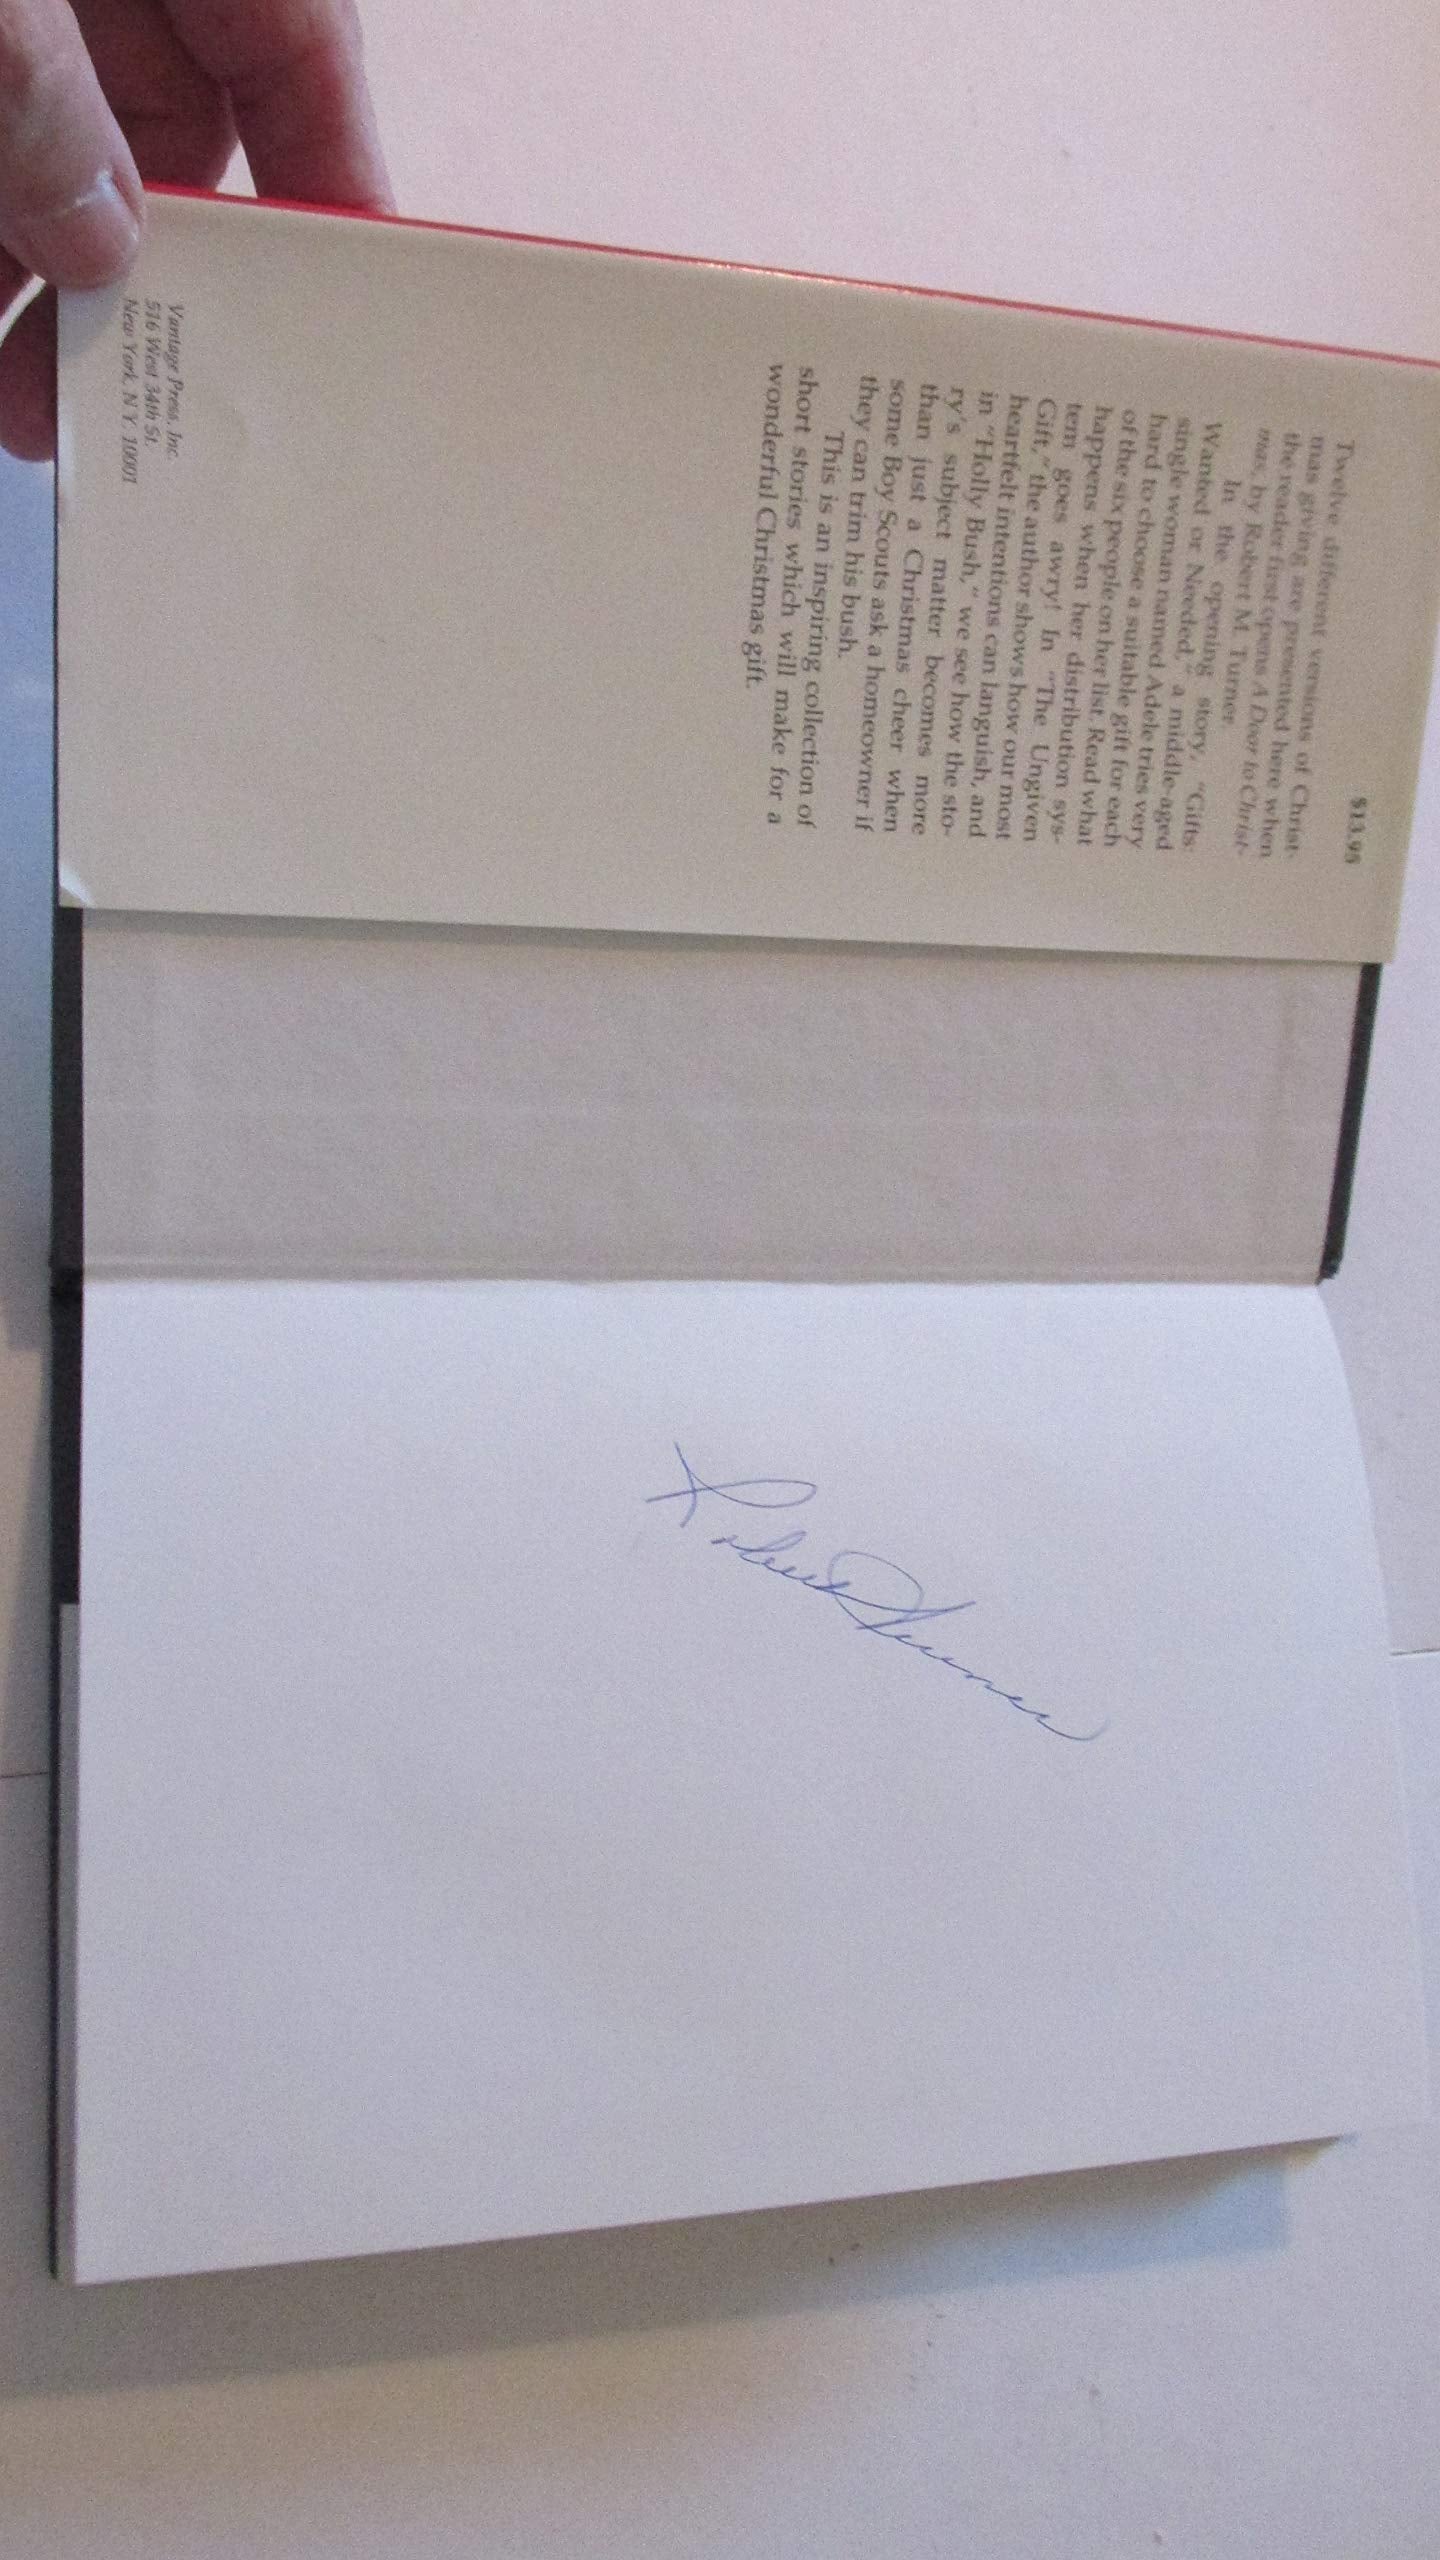 $13.95
Twelve different versions of Christ-
mas giving are presented here when
the reader first opens A Door to Christ-
mas, by Robert M. Turner.
In the opening story, "Gifts:
Wanted or Needed," a middle-aged
single woman named Adele tries very
hard to choose a suitable gift for each
of the six people on her list. Read what
happens when her distribution sys-
tem goes awry! In "The Ungiven
Gift," the author shows how our most
heartfelt intentions can languish, and
in "Holly Bush," we see how the sto-
ry's subject matter becomes more
than just a Christmas cheer when
some Boy Scouts ask a homeowner if
they can trim his bush.
This is an inspiring collection of
short stories which will make for a
wonderful Christmas gift.
Vantage Press, Inc.
516 West 34th St.
New York, N.Y. 10001
Robert Turner